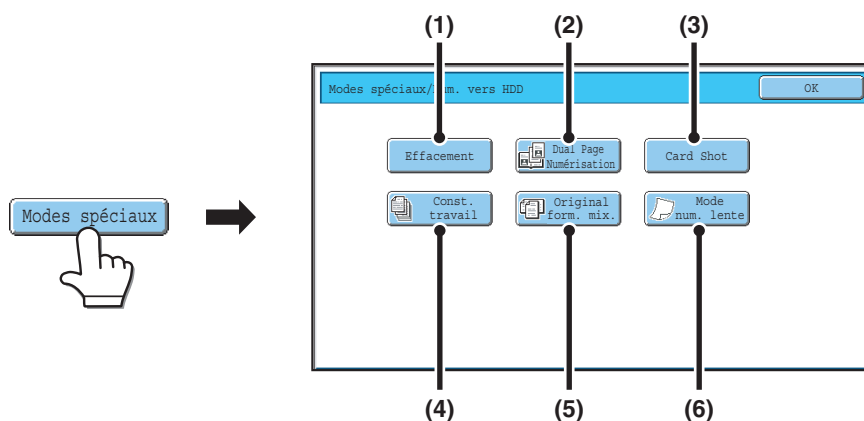 (1) (2) (3)
Modes spéciaux/Num. vers HDD OK
Effacement
Dual Page
Numérisation
Card Shot
Modes spéciaux
Const.
travail
Original
form. mix.
Mode
num. lente
(4) (5) (6)